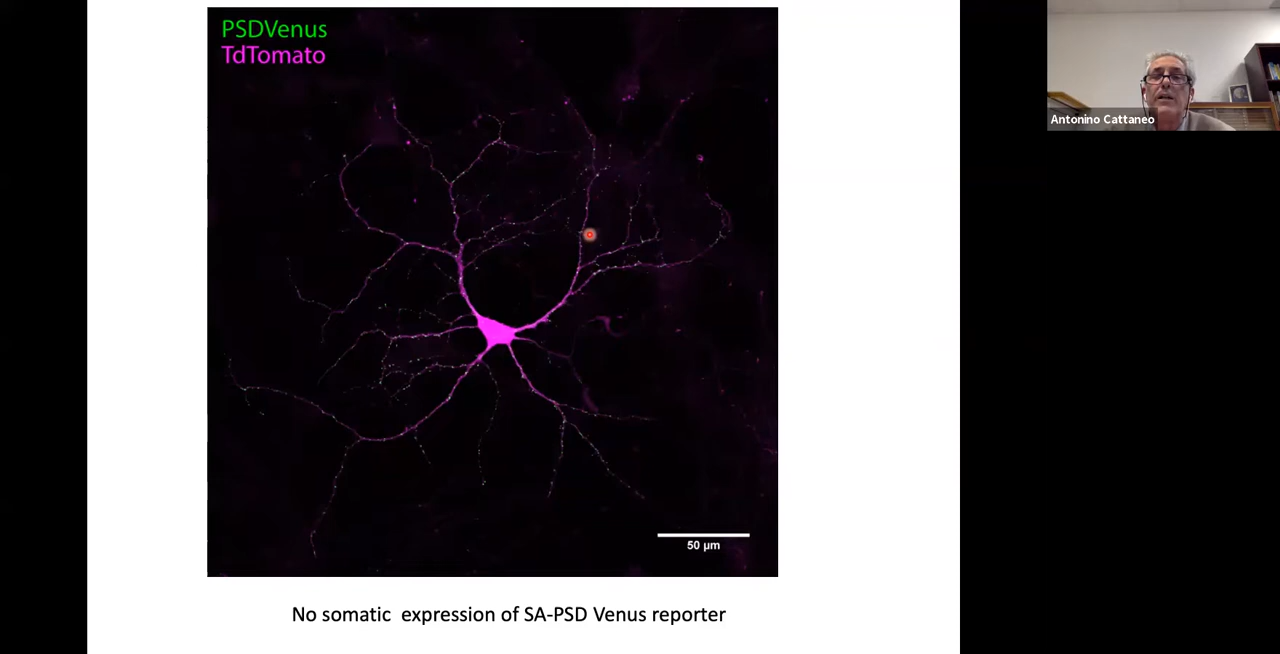 PSDVenus
TdTomato
Antonino Cattaneo
50 µm
No somatic  expression of SA-PSD Venus reporter